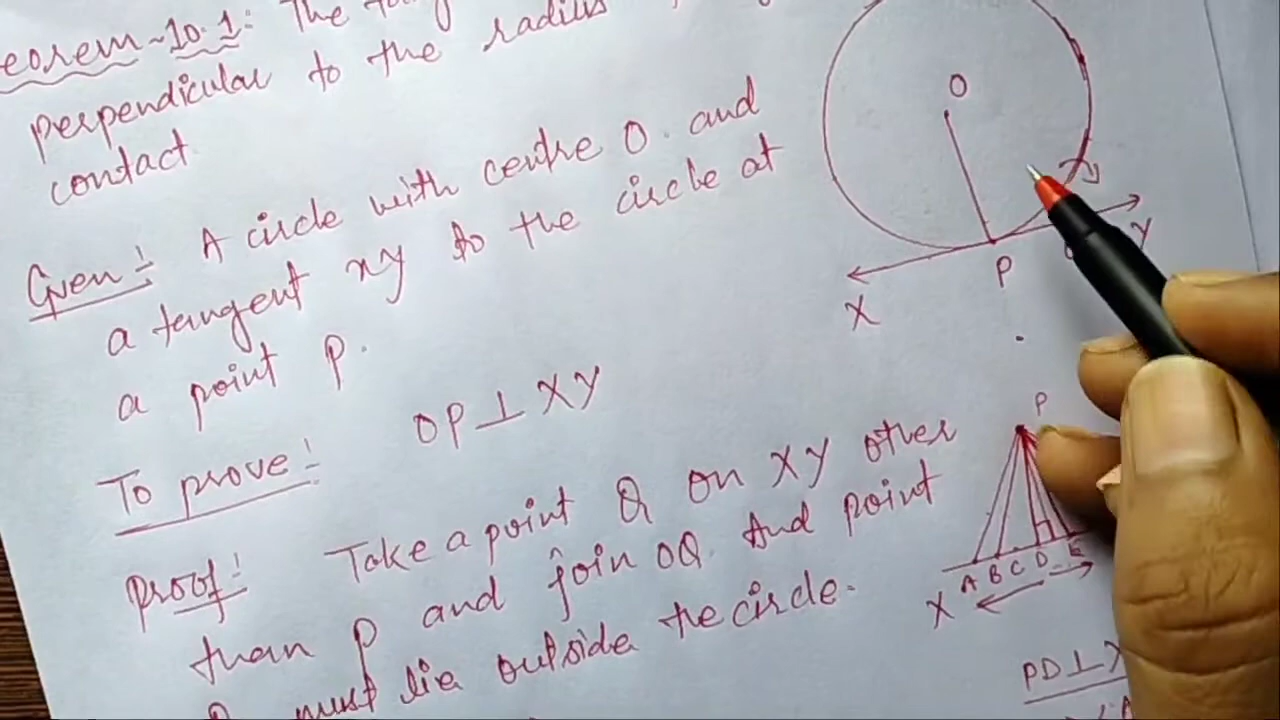 eorem-10.1: The tang
perpendicular to the radius
contact
Given:- A circle with centre O. and
a tangent xy to the circle at
a point P.
To prove:- OP⊥XY
Proof:- Take a point Q on XY other
than P and join OQ. And point
Q must lie outside the circle.
O
P
X
Y
P
A B C D E
X
PD⊥X